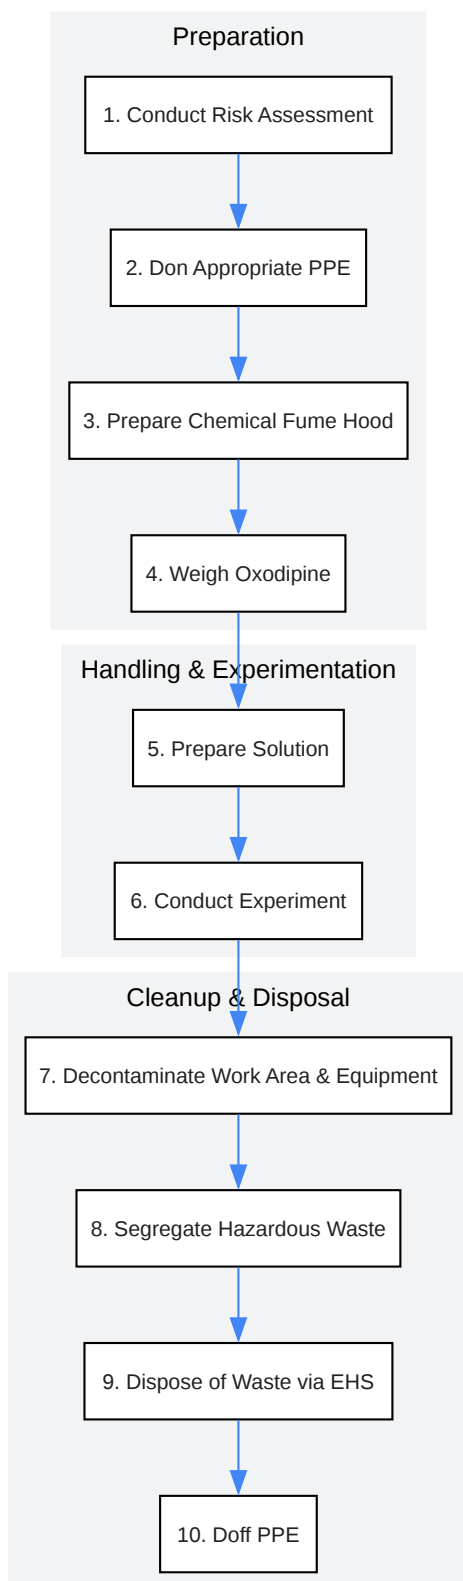 Preparation
1. Conduct Risk Assessment
2. Don Appropriate PPE
3. Prepare Chemical Fume Hood
4. Weigh Oxodipine
Handling & Experimentation
5. Prepare Solution
6. Conduct Experiment
Cleanup & Disposal
7. Decontaminate Work Area & Equipment
8. Segregate Hazardous Waste
9. Dispose of Waste via EHS
10. Doff PPE